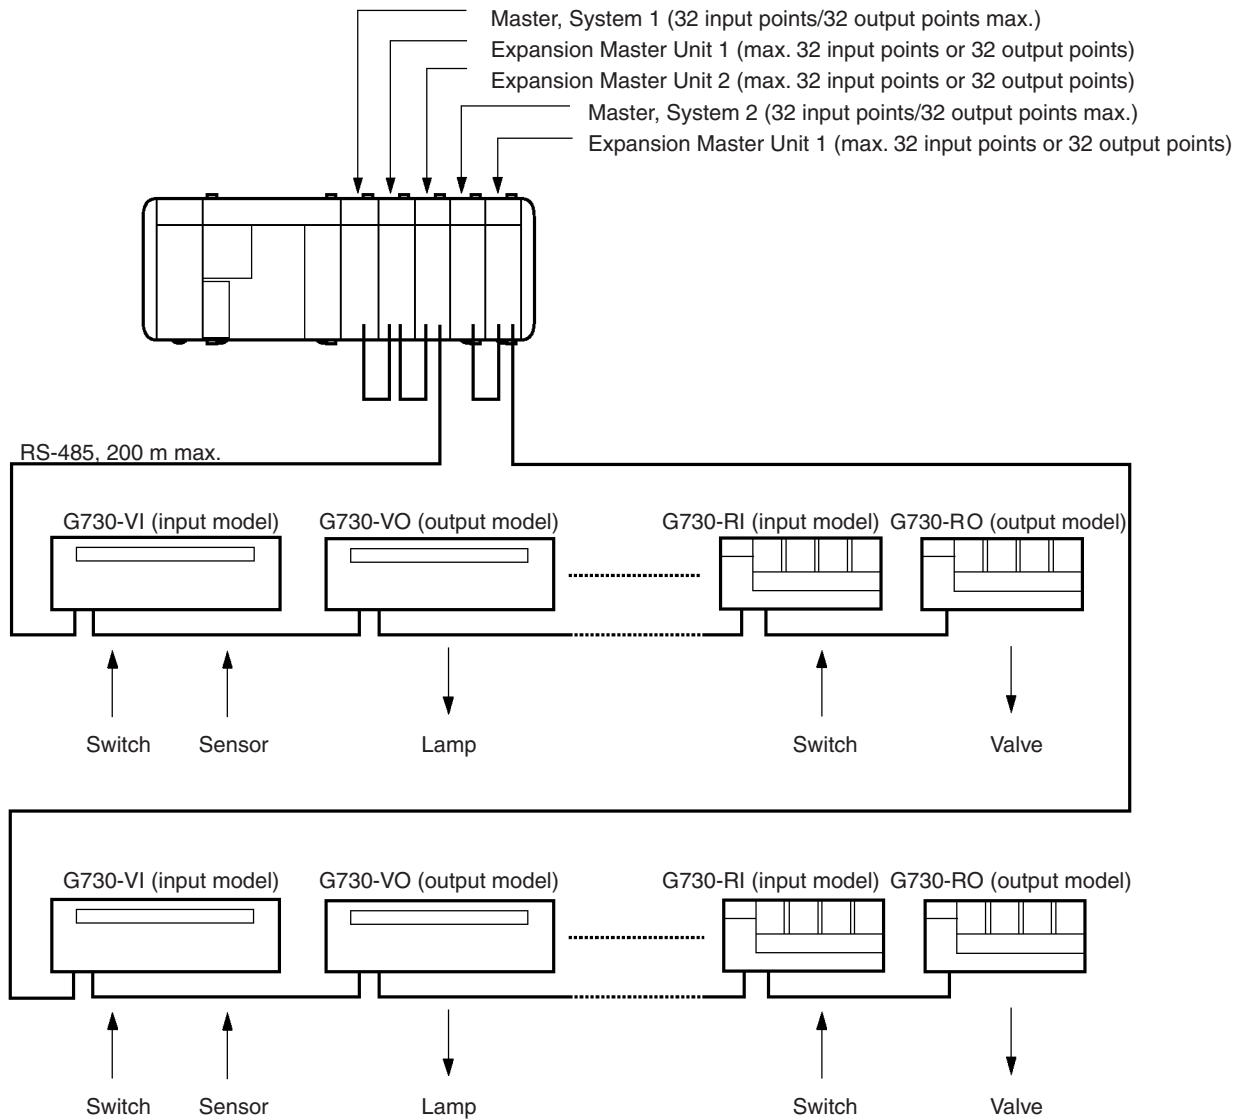 Master, System 1 (32 input points/32 output points max.)
Expansion Master Unit 1 (max. 32 input points or 32 output points)
Expansion Master Unit 2 (max. 32 input points or 32 output points)
Master, System 2 (32 input points/32 output points max.)
Expansion Master Unit 1 (max. 32 input points or 32 output points)
RS-485, 200 m max.
G730-VI (input model) G730-VO (output model) G730-RI (input model) G730-RO (output model)
Switch Sensor Lamp Switch Valve
G730-VI (input model) G730-VO (output model) G730-RI (input model) G730-RO (output model)
Switch Sensor Lamp Switch Valve